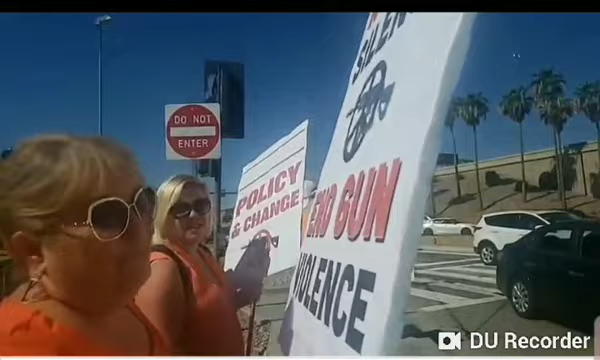 DO NOT
ENTER
POLICY
& CHANGE
END GUN
VIOLENCE
DU Recorder